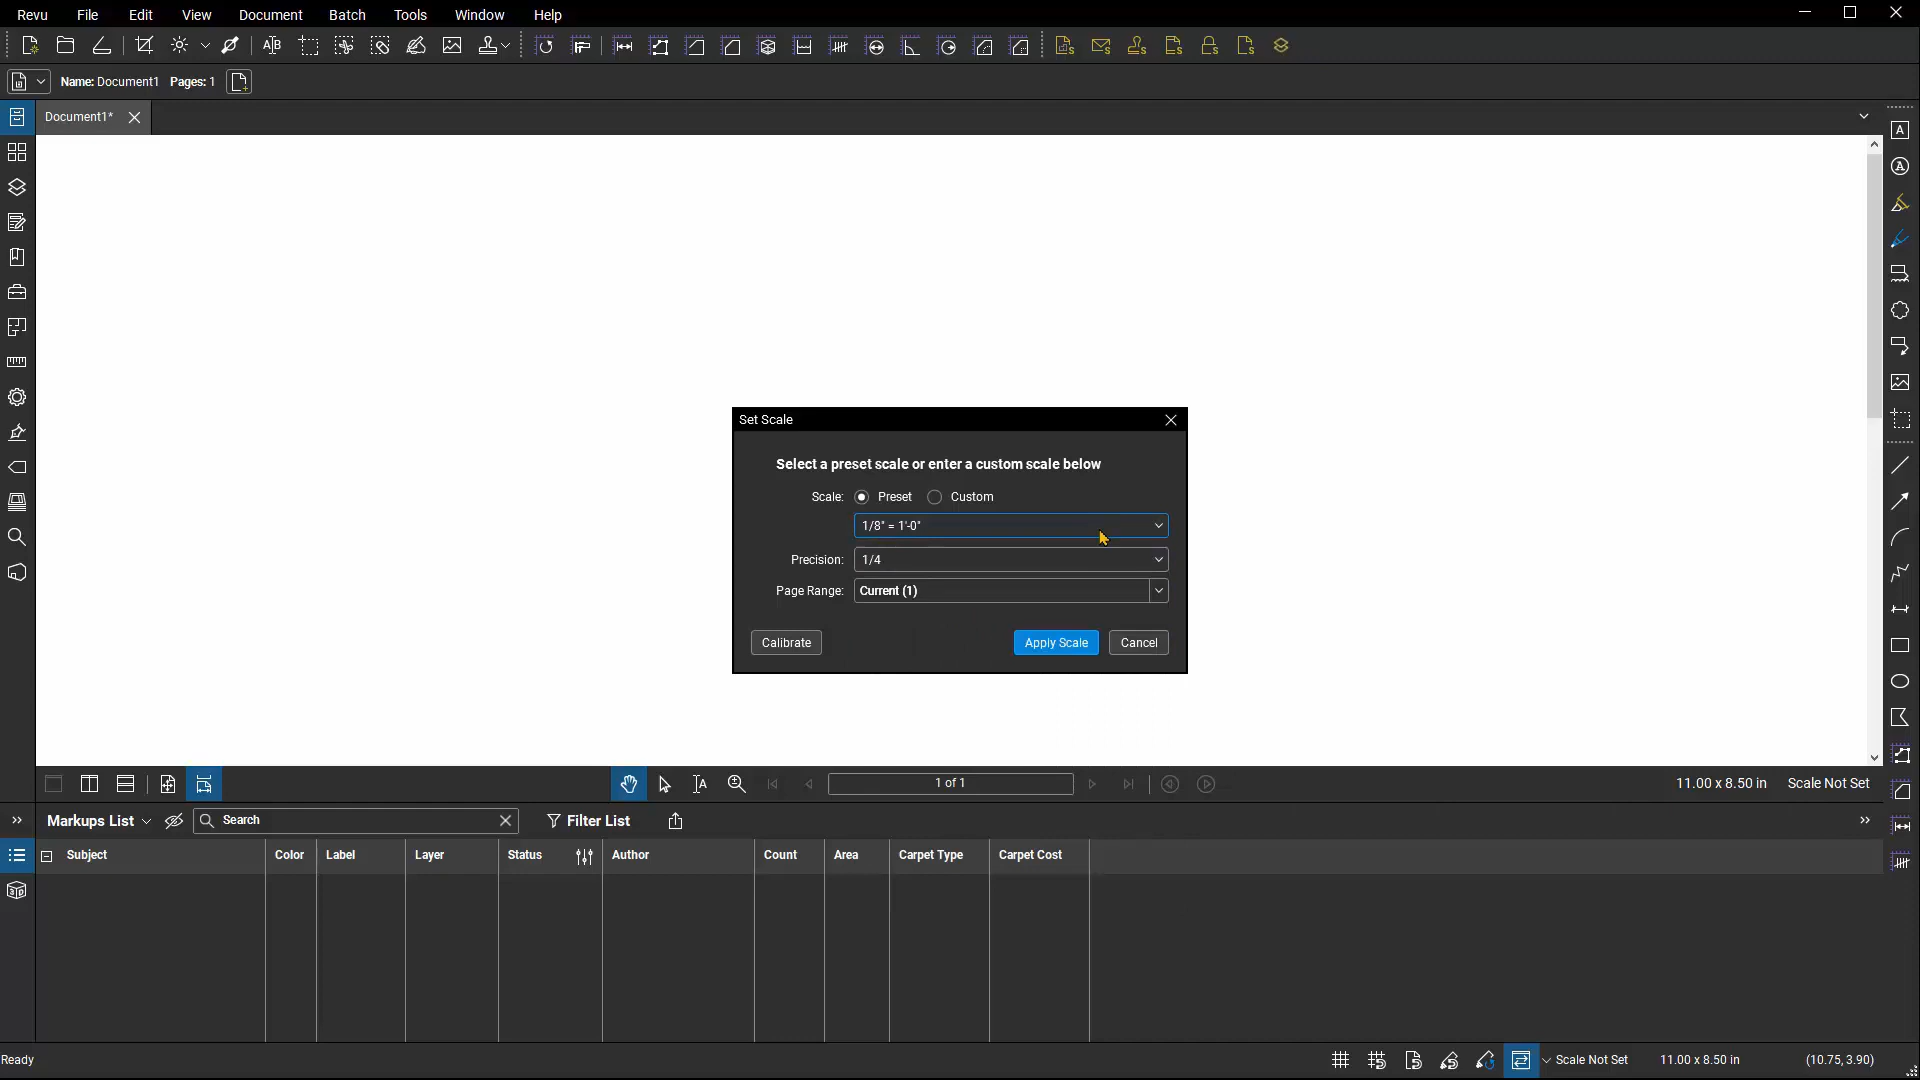 Revu File Edit View Document Batch Tools Window Help
Name: Document1 Pages: 1
Document1*
Set Scale
Select a preset scale or enter a custom scale below
Scale: Preset Custom
1/8" = 1'-0"
Precision: 1/4
Page Range: Current (1)
Calibrate Apply Scale Cancel
1 of 1 11.00 x 8.50 in Scale Not Set
Markups List Search Filter List
Subject Color Label Layer Status Author Count Area Carpet Type Carpet Cost
Ready Scale Not Set 11.00 x 8.50 in (10.75, 3.90)